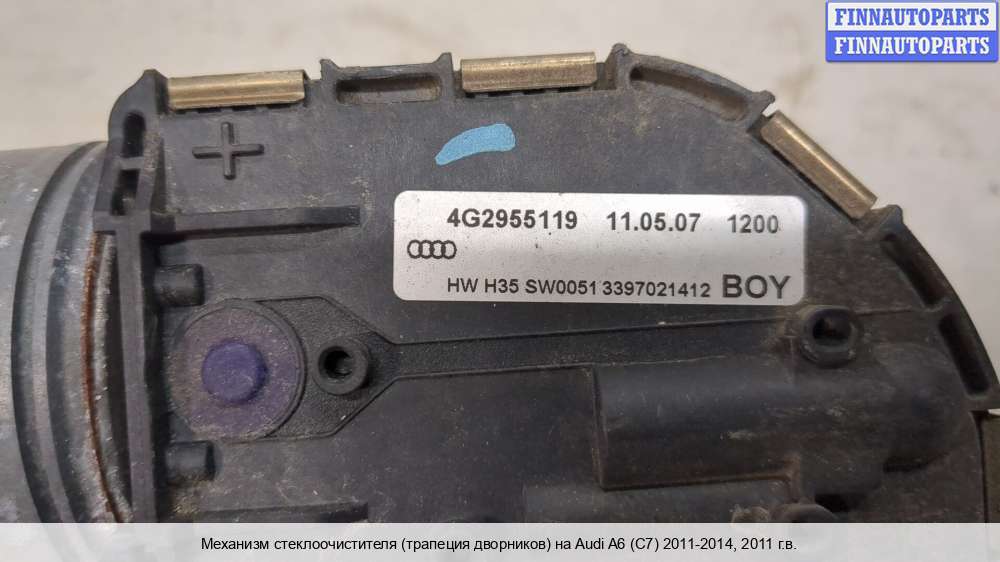 FINNAUTOPARTS
FINNAUTOPARTS
+
4G2955119 11.05.07 1200
HW H35 SW0051 3397021412 BOY
Механизм стеклоочистителя (трапеция дворников) на Audi A6 (C7) 2011-2014, 2011 г.в.